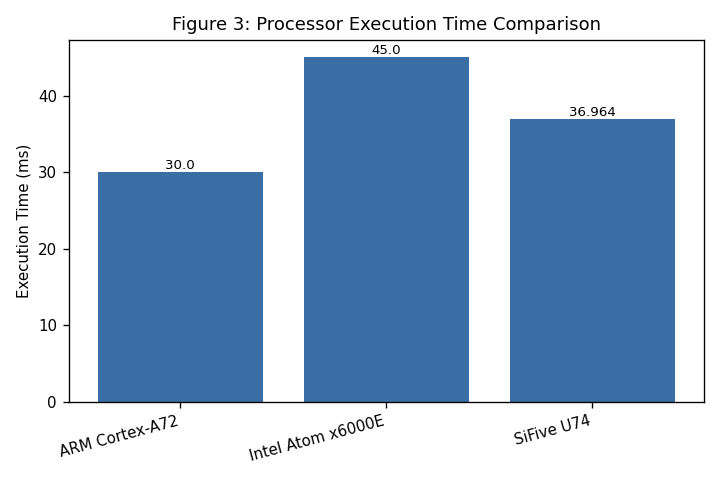 Figure 3: Processor Execution Time Comparison
Execution Time (ms)
40
30
20
10
0
30.0
45.0
36.964
ARM Cortex-A72
Intel Atom x6000E
SiFive U74